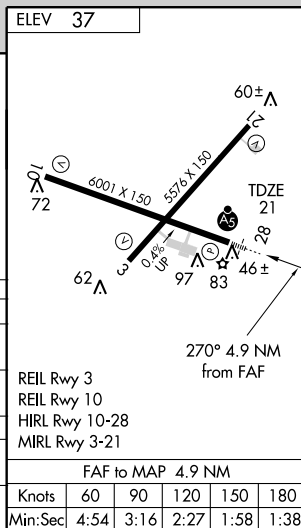 ELEV 37
60±
21
V
10
V
6001 X 150
5576 X 150
TDZE
21
A5
72
28
V
0.4%
UP
P
46±
62
3
97
83
270° 4.9 NM
from FAF
REIL Rwy 3
REIL Rwy 10
HIRL Rwy 10-28
MIRL Rwy 3-21
FAF to MAP 4.9 NM
Knots 60 90 120 150 180
Min:Sec 4:54 3:16 2:27 1:58 1:38